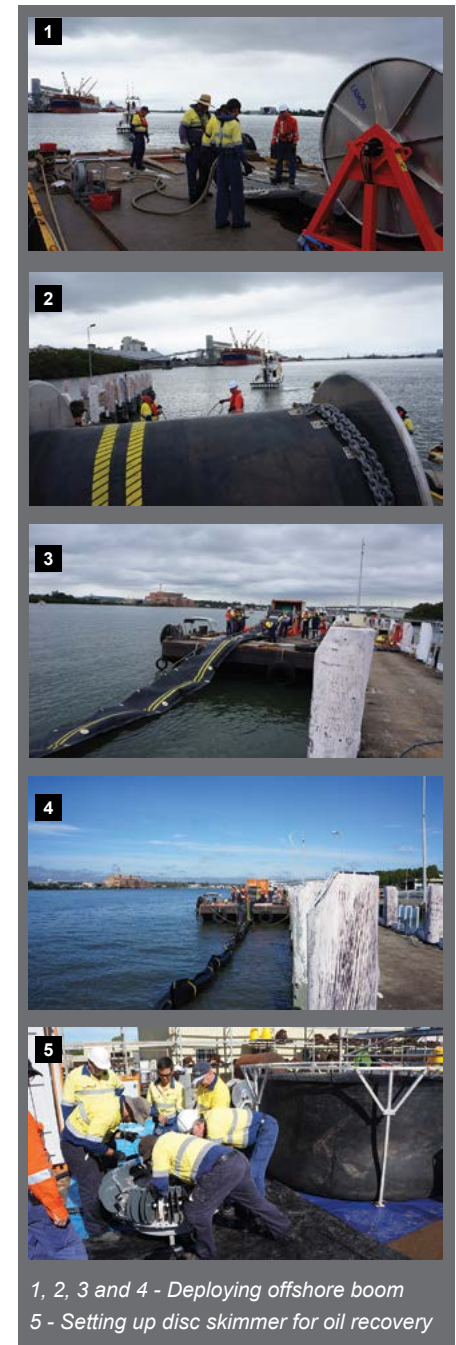 1
LAMOR
2
3
4
5
1, 2, 3 and 4 - Deploying offshore boom
5 - Setting up disc skimmer for oil recovery